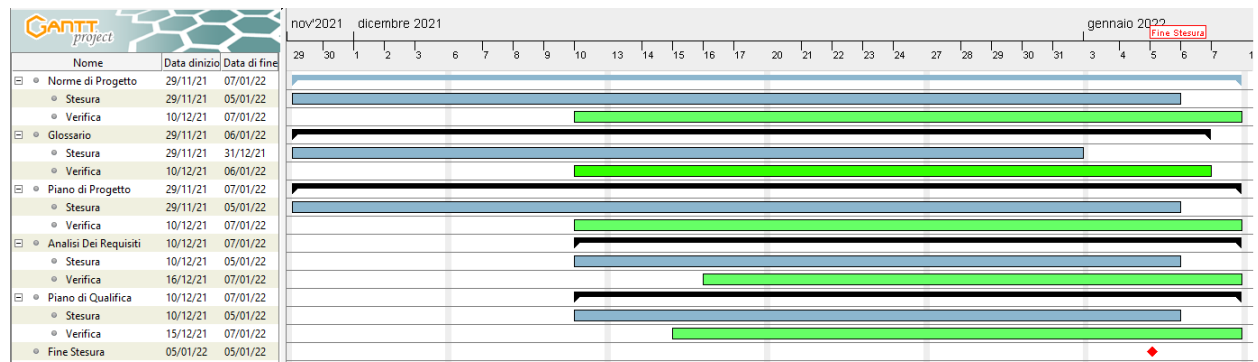 GANTT
project
nov'2021 dicembre 2021 gennaio 2022
Fine Stesura
29 30 1 2 3 6 7 8 9 10 13 14 15 16 17 20 21 22 23 24 27 28 29 30 31 3 4 5 6 7 1
Nome Data dinizio Data di fine
Norme di Progetto 29/11/21 07/01/22
Stesura 29/11/21 05/01/22
Verifica 10/12/21 07/01/22
Glossario 29/11/21 06/01/22
Stesura 29/11/21 31/12/21
Verifica 10/12/21 06/01/22
Piano di Progetto 29/11/21 07/01/22
Stesura 29/11/21 05/01/22
Verifica 10/12/21 07/01/22
Analisi Dei Requisiti 10/12/21 07/01/22
Stesura 10/12/21 05/01/22
Verifica 16/12/21 07/01/22
Piano di Qualifica 10/12/21 07/01/22
Stesura 10/12/21 05/01/22
Verifica 15/12/21 07/01/22
Fine Stesura 05/01/22 05/01/22